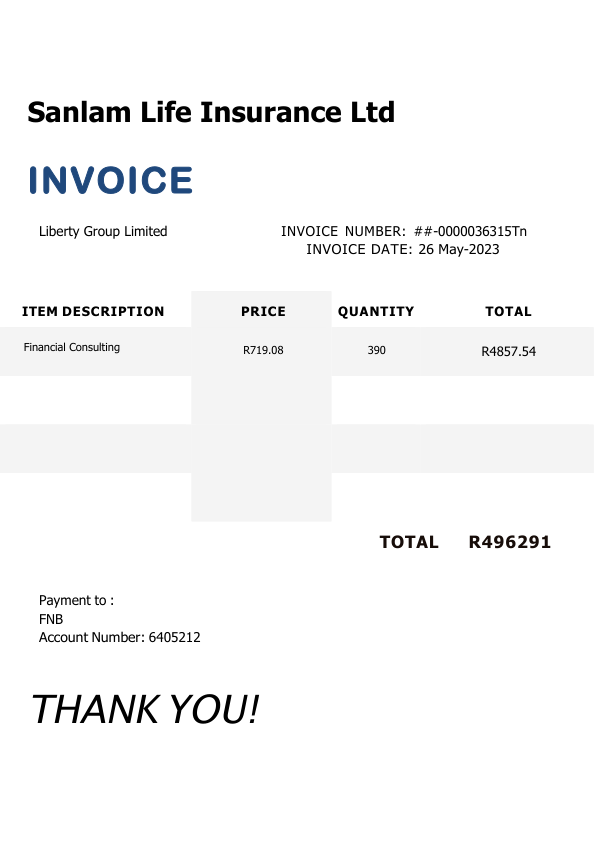 Sanlam Life Insurance Ltd
INVOICE
Liberty Group Limited
INVOICE NUMBER: ##-0000036315Tn
INVOICE DATE: 26 May-2023
ITEM DESCRIPTION PRICE QUANTITY TOTAL
Financial Consulting R719.08 390 R4857.54
TOTAL R496291
Payment to :
FNB
Account Number: 6405212
THANK YOU!